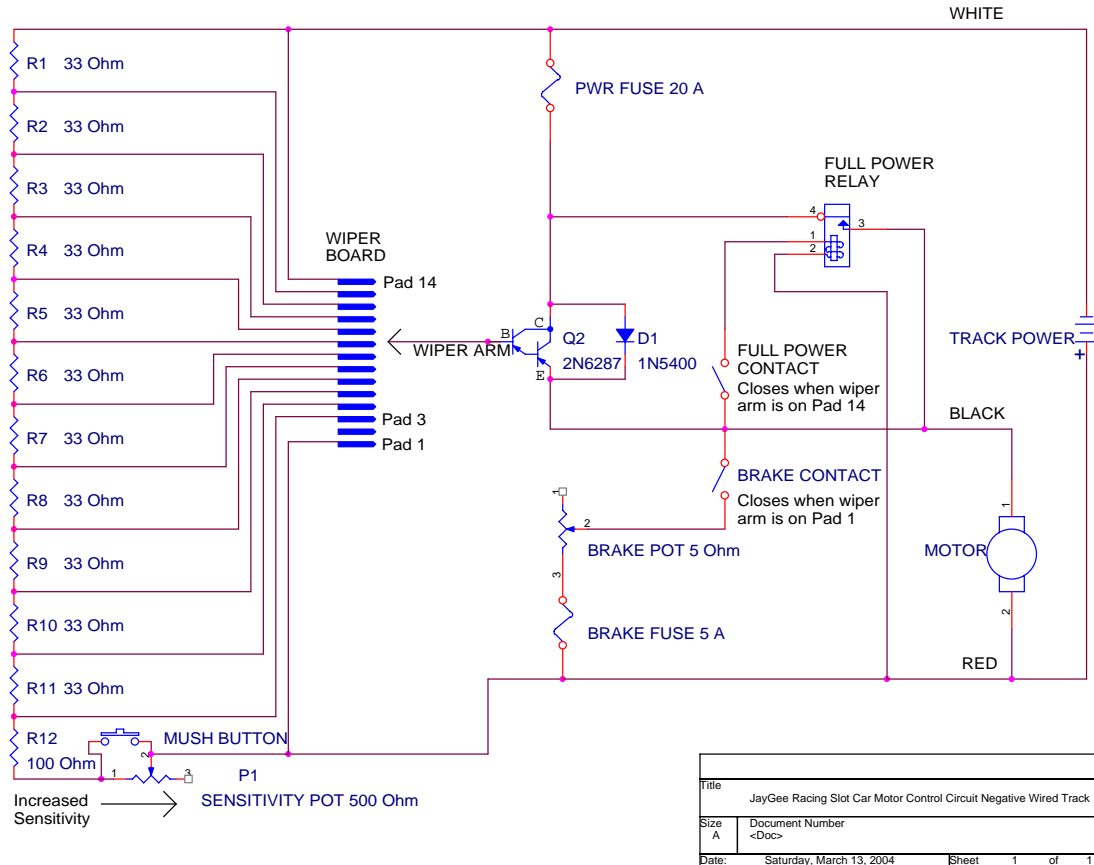 WHITE
R1 33 Ohm
PWR FUSE 20 A
R2 33 Ohm
FULL POWER
RELAY
R3 33 Ohm
4
3
R4 33 Ohm
WIPER
BOARD
1
2
Pad 14
R5 33 Ohm
B
C
Q2
D1
TRACK POWER
WIPER ARM
2N6287
1N5400
+
E
R6 33 Ohm
FULL POWER
CONTACT
Closes when wiper
arm is on Pad 14
Pad 3
BLACK
R7 33 Ohm
Pad 1
BRAKE CONTACT
Closes when wiper
arm is on Pad 1
R8 33 Ohm
1
2
1
BRAKE POT 5 Ohm
MOTOR
R9 33 Ohm
3
2
R10 33 Ohm
BRAKE FUSE 5 A
RED
R11 33 Ohm
R12
100 Ohm
MUSH BUTTON
2
1
3
P1
SENSITIVITY POT 500 Ohm
Increased
Sensitivity
Title
JayGee Racing Slot Car Motor Control Circuit Negative Wired Track
Size
A
Document Number
<Doc>
Date:
Saturday, March 13, 2004
Sheet 1 of 1